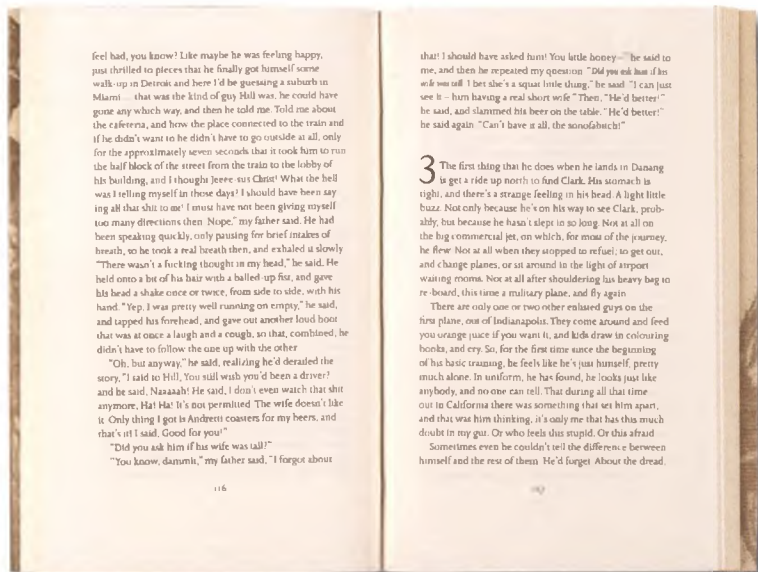 feel bad, you know? Like maybe he was feeling happy,
just thrilled to pieces that he finally got himself some
walk-up in Detroit and here I'd be guessing a suburb in
Miami – that was the kind of guy Hill was, he could have
gone any which way, and then he told me. Told me about
the cafeteria, and how the place connected to the train and
if he didn't want to he didn't have to go outside at all, only
for the approximately seven seconds that it took him to run
the half block of the street from the train to the lobby of
his building, and I thought Jeeee-sus Christ! What the hell
was I telling myself in those days! I should have been say-
ing all that shit to me! I must have not been giving myself
too many directions then. Nope," my father said. He had
been speaking quickly, only pausing for brief intakes of
breath, so he took a real breath then, and exhaled it slowly.
"There wasn't a fucking thought in my head," he said. He
held onto a bit of his hair with a balled-up fist, and gave
his head a shake once or twice, from side to side, with his
hand. "Yep, I was pretty well running on empty," he said,
and tapped his forehead, and gave out another loud hoot
that was at once a laugh and a cough, so that, combined, he
didn't have to follow the one up with the other.
"Oh, but anyway," he said, realizing he'd derailed the
story, "I said to Hill, You still wish you'd been a driver?
and he said, Naaaaah! He said, I don't even watch that shit
anymore, Ha! Ha! It's not permitted. The wife doesn't like
it. Only thing I got is Andretti coasters for my beers, and
that's it! I said, Good for you!"
"Did you ask him if his wife was tall?"
"You know, dammit," my father said, "I forgot about
116
that! I should have asked him! You little honey–" he said to
me, and then he repeated my question. "Did you ask him if his
wife was tall. I bet she's a squat little thing," he said. "I can just
see it – him having a real short wife." Then, "He'd better!"
he said, and slammed his beer on the table. "He'd better!"
he said again. "Can't have it all, the sonofabitch!"
3 The first thing that he does when he lands in Danang
is get a ride up north to find Clark. His stomach is
tight, and there's a strange feeling in his head. A light little
buzz. Not only because he's on his way to see Clark, prob-
ably, but because he hasn't slept in so long. Not at all on
the big commercial jet, on which, for most of the journey,
he flew. Not at all when they stopped to refuel; to get out,
and change planes, or sit around in the light of airport
waiting rooms. Not at all after shouldering his heavy bag to
re-board, this time a military plane, and fly again.
There are only one or two other enlisted guys on the
first plane, out of Indianapolis. They come around and feed
you orange juice if you want it, and kids draw in colouring
books, and cry. So, for the first time since the beginning
of his basic training, he feels like he's just himself, pretty
much alone. In uniform, he has found, he looks just like
anybody, and no one can tell. That during all that time
out in California there was something that set him apart,
and that was him thinking, it's only me that has this much
doubt in my gut. Or who feels this stupid. Or this afraid.
Sometimes even he couldn't tell the difference between
himself and the rest of them. He'd forget. About the dread.